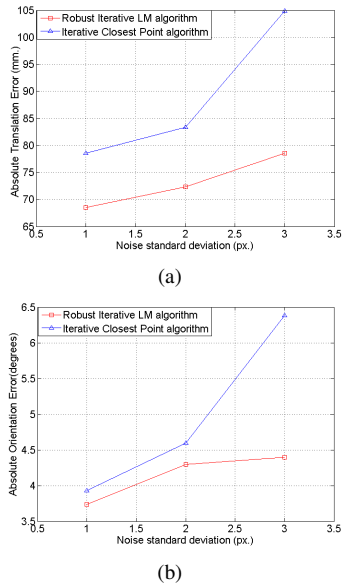 105
100
95
90
85
80
75
70
65
Absolute Translation Error (mm.)
Robust Iterative LM algorithm
Iterative Closest Point algorithm
0.5 1 1.5 2 2.5 3 3.5
Noise standard deviation (px.)
(a)
6.5
6
5.5
5
4.5
4
3.5
Absolute Orientation Error(degrees)
Robust Iterative LM algorithm
Iterative Closest Point algorithm
0.5 1 1.5 2 2.5 3 3.5
Noise standard deviation (px.)
(b)